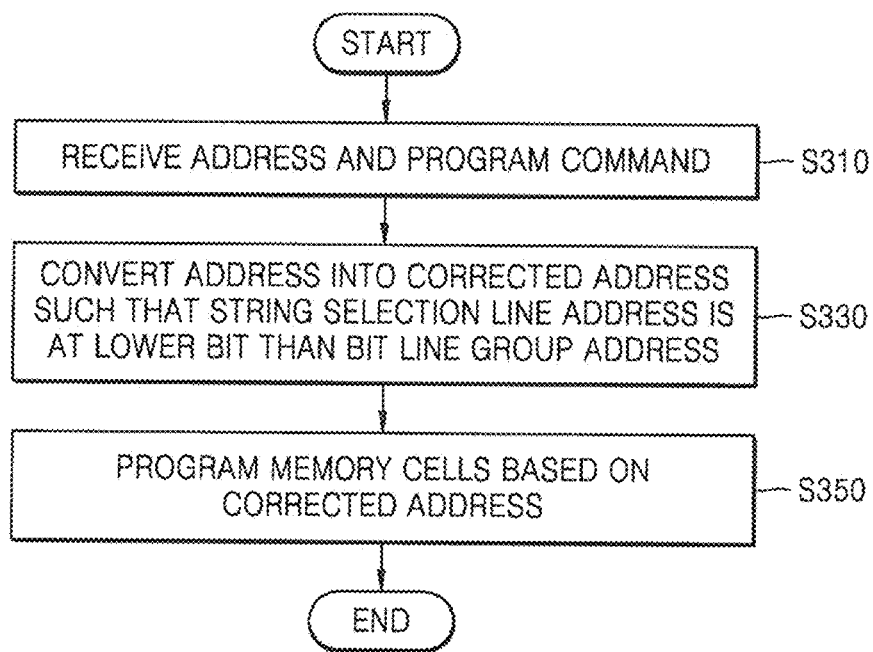 START
RECEIVE ADDRESS AND PROGRAM COMMAND
S310
CONVERT ADDRESS INTO CORRECTED ADDRESS
SUCH THAT STRING SELECTION LINE ADDRESS IS
AT LOWER BIT THAN BIT LINE GROUP ADDRESS
S330
PROGRAM MEMORY CELLS BASED ON
CORRECTED ADDRESS
S350
END